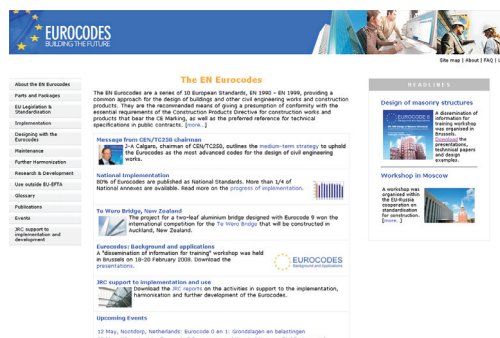 EUROCODES
BUILDING THE FUTURE
Site map | About | FAQ |
About the EN Eurocodes
Parts and Packages
EU Legislation &
Standardisation
Implementation
Designing with the
Eurocodes
Maintenance
Further Harmonization
Research & Development
Use outside EU-EFTA
Glossary
Publications
Events
JRC support to
implementation and
development
The EN Eurocodes
The EN Eurocodes are a series of 10 European Standards, EN 1990 - EN 1999, providing a
common approach for the design of buildings and other civil engineering works and construction
products. They are the recommended means of giving a presumption of conformity with the
essential requirements of the Construction Products Directive for construction works and
products that bear the CE Marking, as well as the preferred reference for technical
specifications in public contracts. [more...]
Message from CEN/TC250 chairman
J-A Calgaro, chairman of CEN/TC250, outlines the medium-term strategy to uphold
the Eurocodes as the most advanced codes for the design of civil engineering
works.
National Implementation
80% of Eurocodes are published as National Standards. More than 1/4 of
National Annexes are available. Read more on the progress of implementation.
Te Wero Bridge, New Zealand
The project for a two-leaf aluminium bridge designed with Eurocode 9 won the
international competition for the Te Wero Bridge that will be constructed in
Auckland, New Zealand.
Eurocodes: Background and applications
A "dissemination of information" workshop was held
in Brussels on 18-20 February 2008. Download the
presentations.
EUROCODES
Background and Applications
JRC support to implementation and use
Download the JRC reports on the activities in support to the implementation,
harmonisation and further development of the Eurocodes.
Upcoming Events
12 May, Nootdorp, Netherlands: Eurocode 0 en 1: Grondslagen en belastingen
HEADLINES
Design of masonry structures
EUROCODES
A dissemination of
information for
training workshop
was organised in
Brussels.
Download the
presentations,
technical papers
and design
examples.
Workshop in Moscow
A workshop was
organised within
the EU-Russia
cooperation on
standardisation
for construction.
[more...]